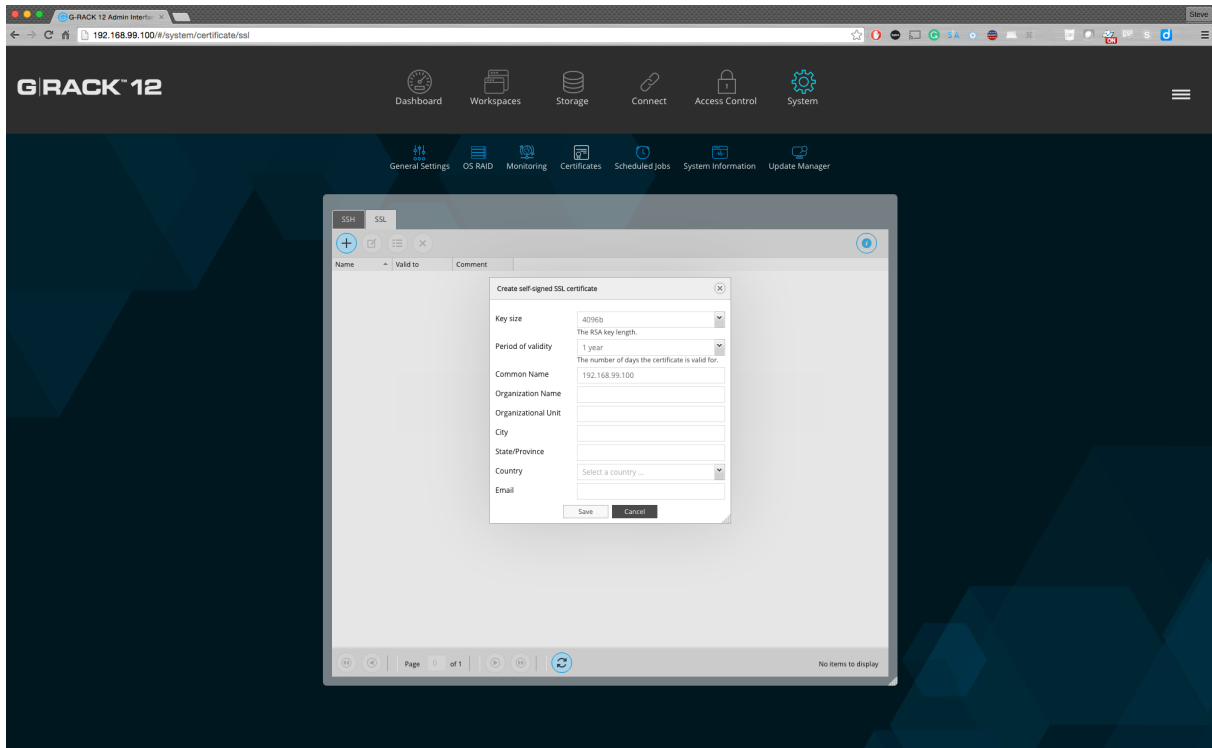 G-RACK 12 Admin Interfac
Steve
192.168.99.100/#/system/certificate/ssl
G|RACK™ 12
Dashboard
Workspaces
Storage
Connect
Access Control
System
General Settings
OS RAID
Monitoring
Certificates
Scheduled Jobs
System Information
Update Manager
SSH
SSL
Name
Valid to
Comment
Create self-signed SSL certificate
Key size
4096b
The RSA key length.
Period of validity
1 year
The number of days the certificate is valid for.
Common Name
192.168.99.100
Organization Name
Organizational Unit
City
State/Province
Country
Select a country ...
Email
Save
Cancel
Page
0
of 1
No items to display